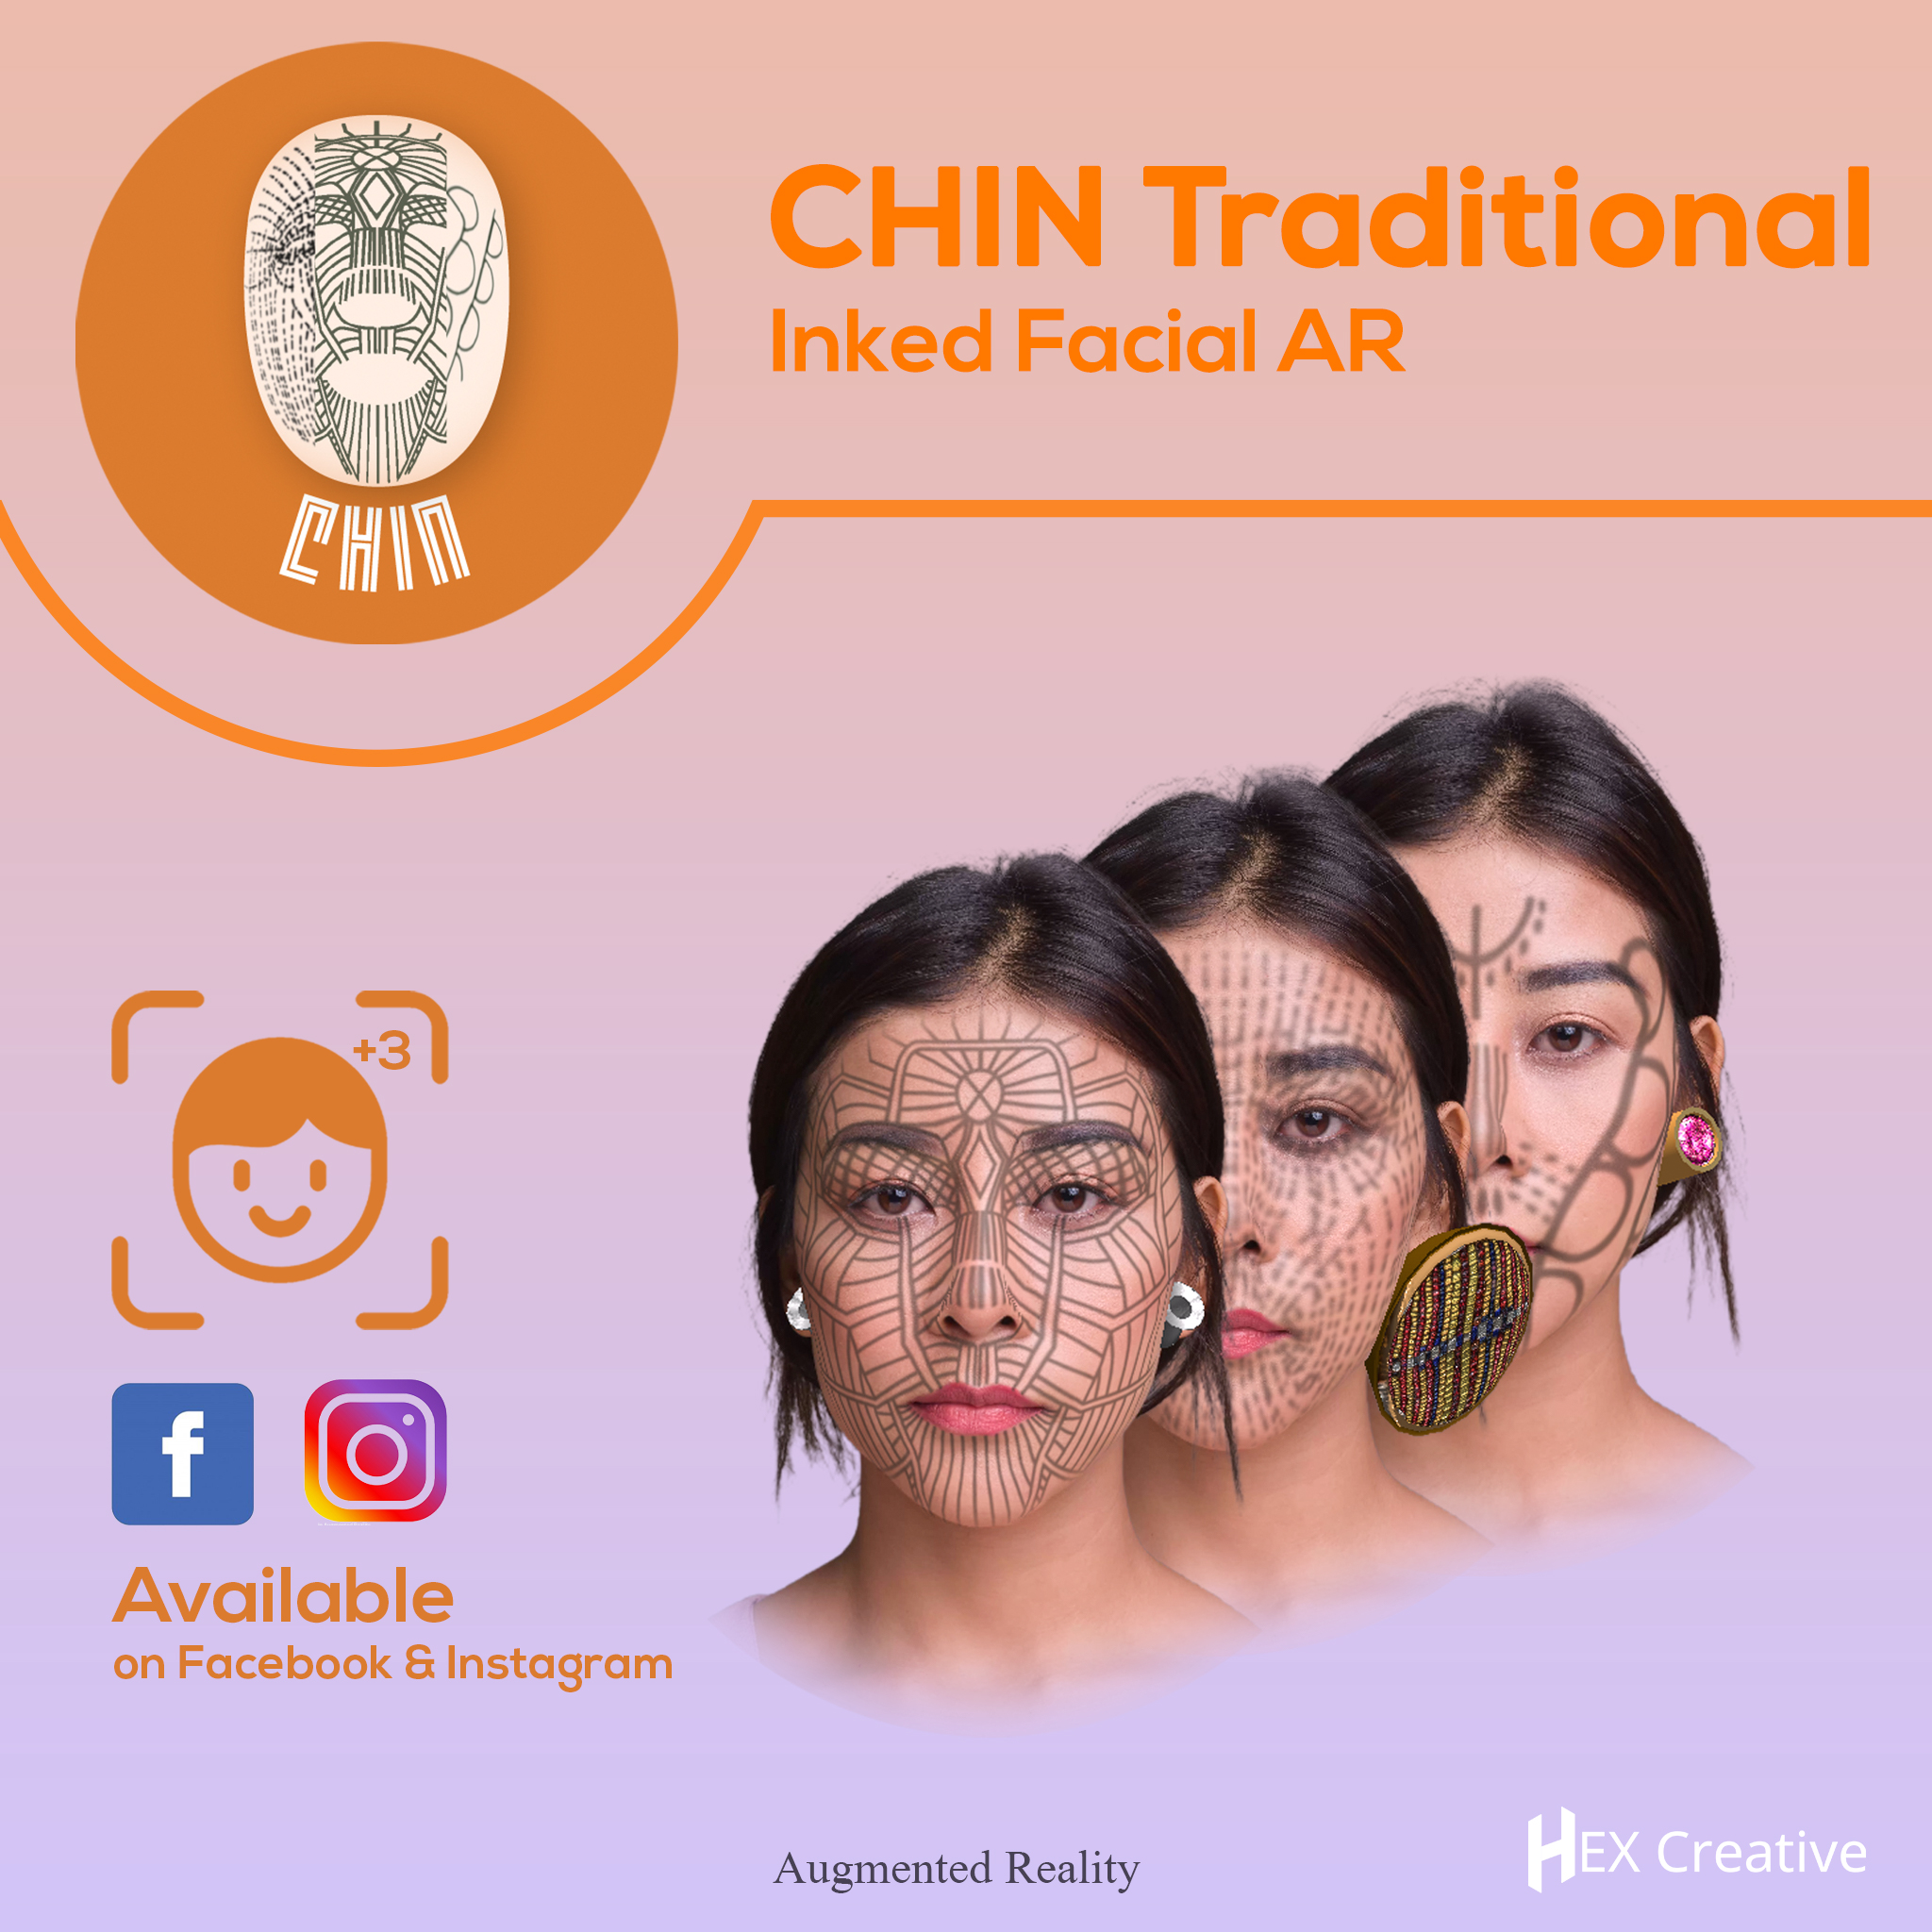 CHIN
CHIN Traditional
Inked Facial AR
+3
f
Available
on Facebook & Instagram
Augmented Reality
HEX Creative